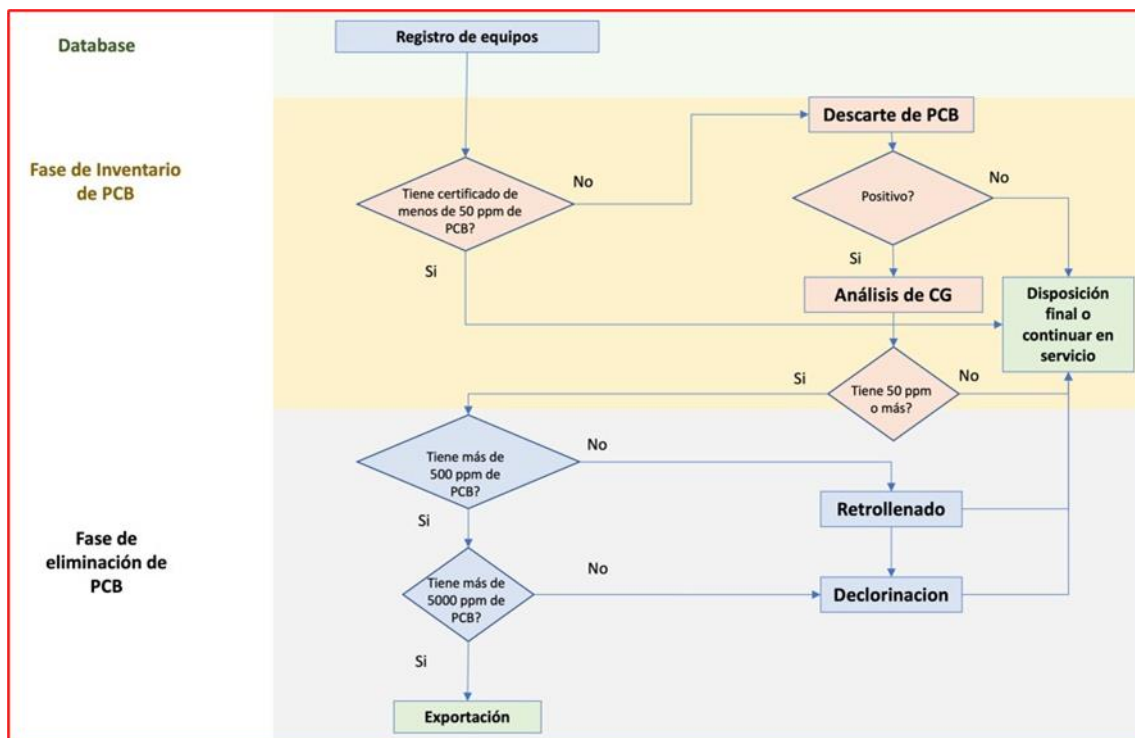 Database
Registro de equipos
Fase de Inventario
de PCB
Descarte de PCB
Tiene certificado de
menos de 50 ppm de
PCB?
No
Positivo?
No
Si
Si
Análisis de CG
Disposición
final o
continuar en
servicio
Si
Tiene 50 ppm
o más?
No
Fase de
eliminación de
PCB
Tiene más de
500 ppm de
PCB?
No
Retrollenado
Si
Tiene más de
5000 ppm de
PCB?
No
Declorinacion
Si
Exportación